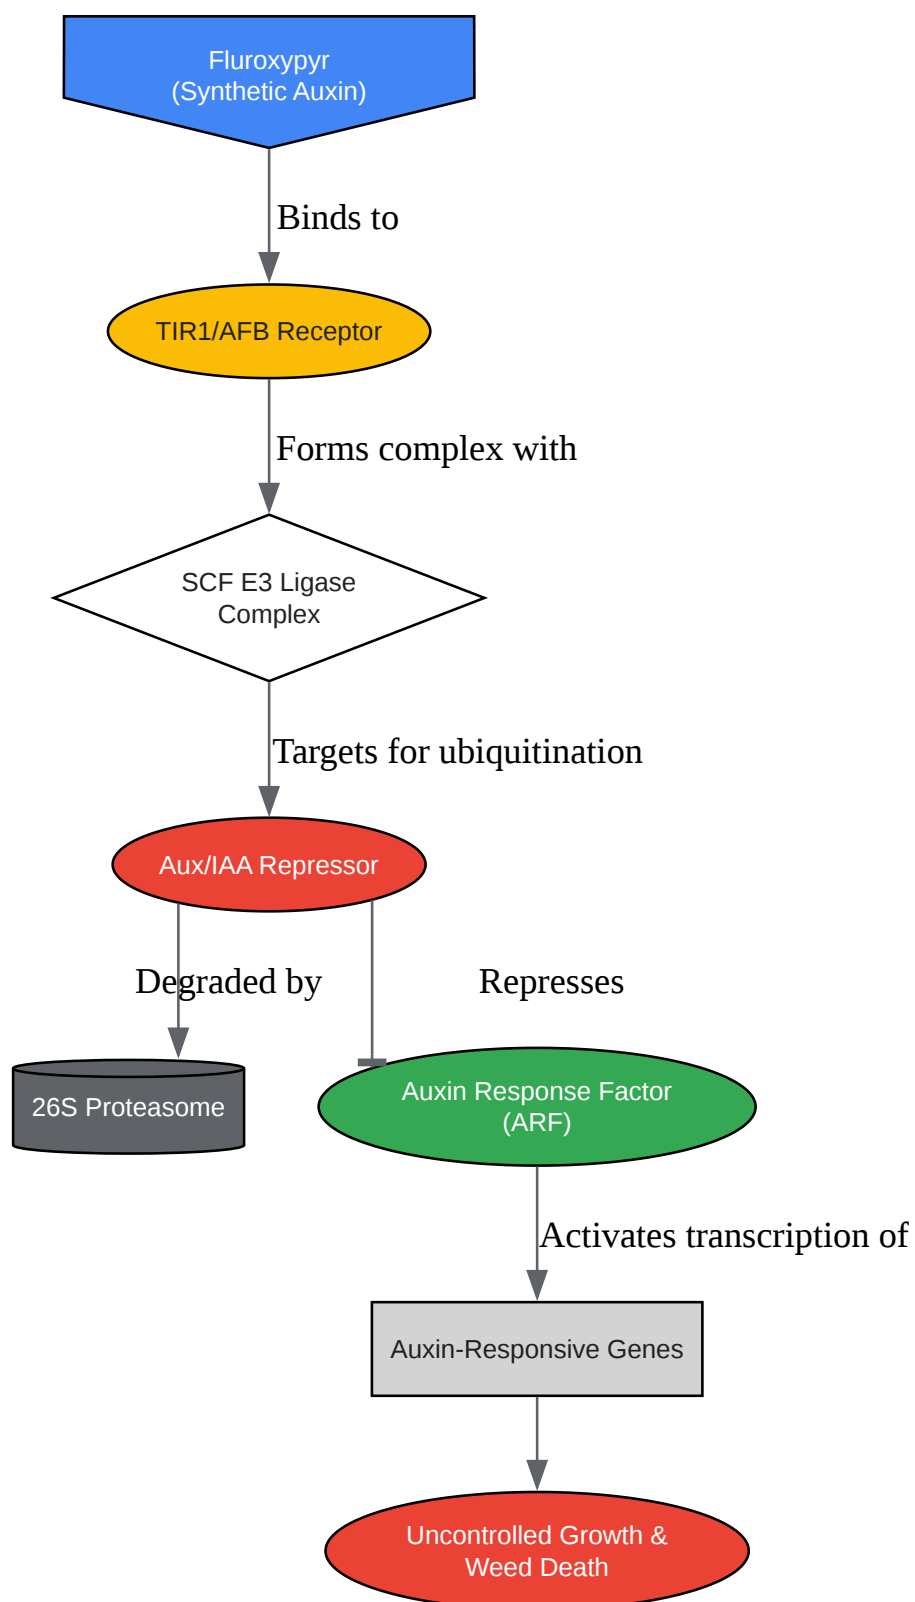 Fluroxypyr
(Synthetic Auxin)
Binds to
TIR1/AFB Receptor
Forms complex with
SCF E3 Ligase
Complex
Targets for ubiquitination
Aux/IAA Repressor
Degraded by
Represses
26S Proteasome
Auxin Response Factor
(ARF)
Activates transcription of
Auxin-Responsive Genes
Uncontrolled Growth &
Weed Death